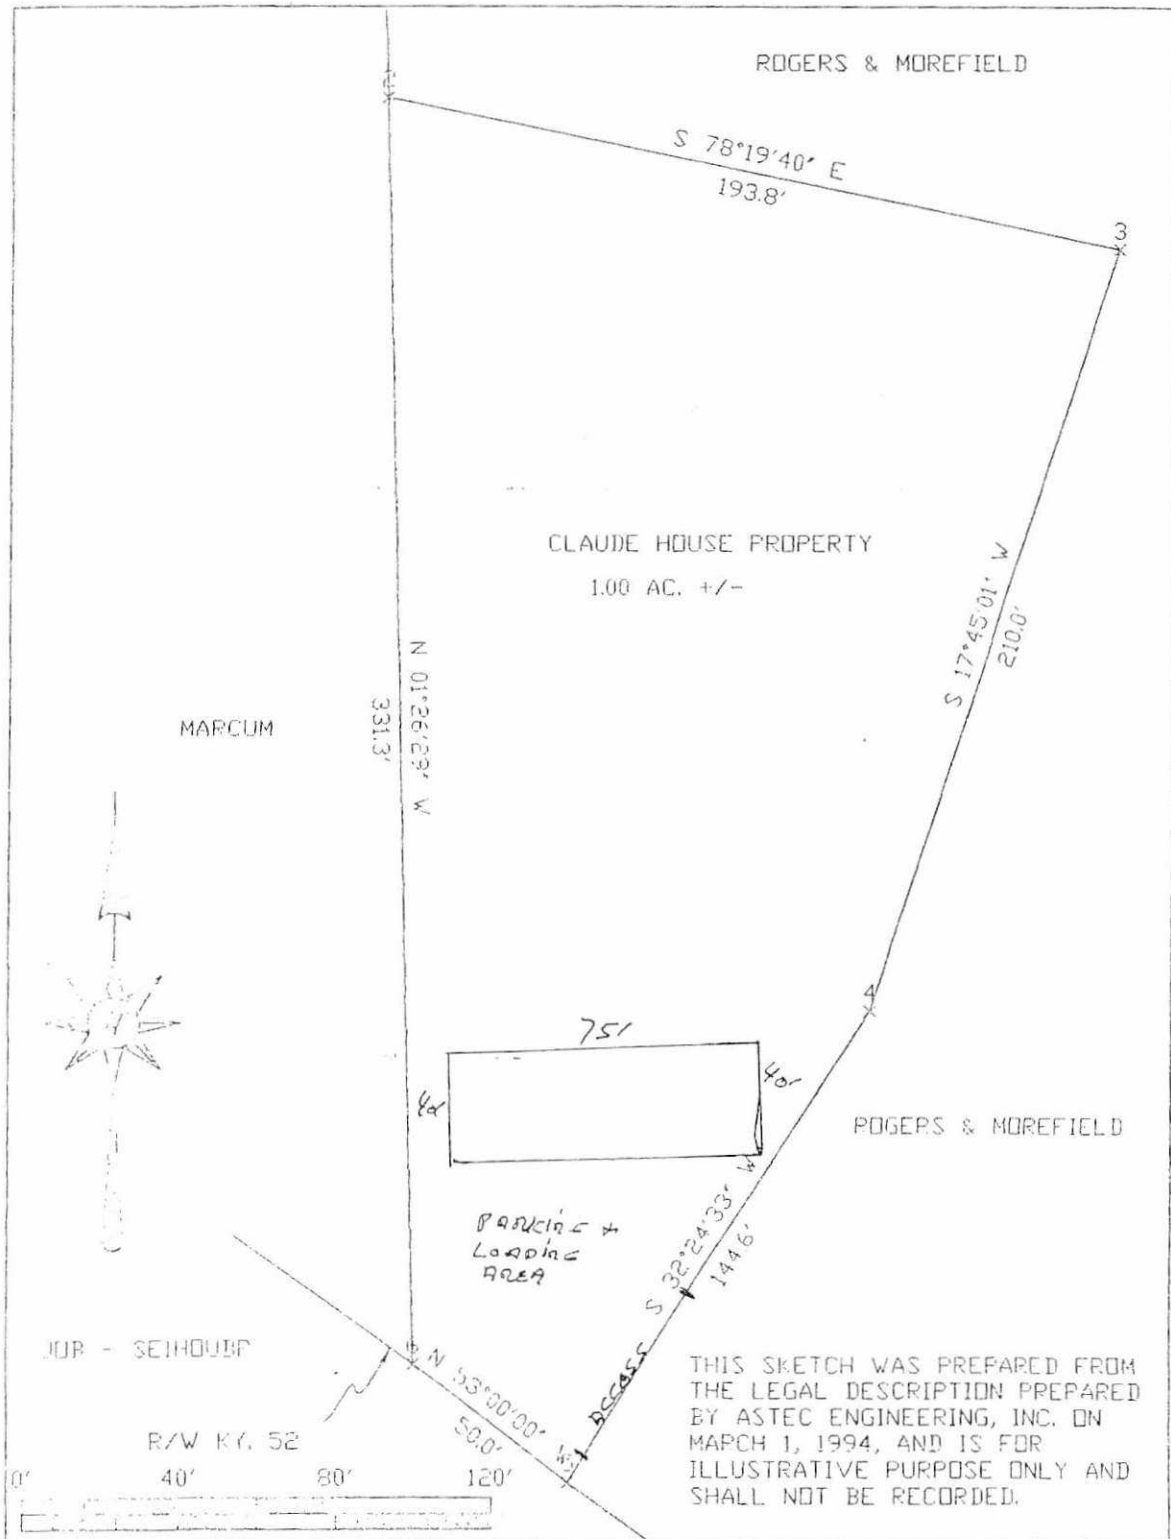 ROGERS & MOREFIELD
S 78°19'40" E
193.8'
3
CLAUDE HOUSE PROPERTY
1.00 AC. +/-
S 17°45'01" W
210.0'
N 01°26'29" W
331.3'
MARCUM
4
75'
40'
40'
ROGERS & MOREFIELD
PARKING +
LOADING
AREA
S 32°24'33" W
144.6'
ACCESS
JOB - SEIHOUBR
N 53°00'00" W
50.0'
R/W KY. 52
0' 40' 80' 120'
THIS SKETCH WAS PREPARED FROM
THE LEGAL DESCRIPTION PREPARED
BY ASTEC ENGINEERING, INC. ON
MARCH 1, 1994, AND IS FOR
ILLUSTRATIVE PURPOSE ONLY AND
SHALL NOT BE RECORDED.